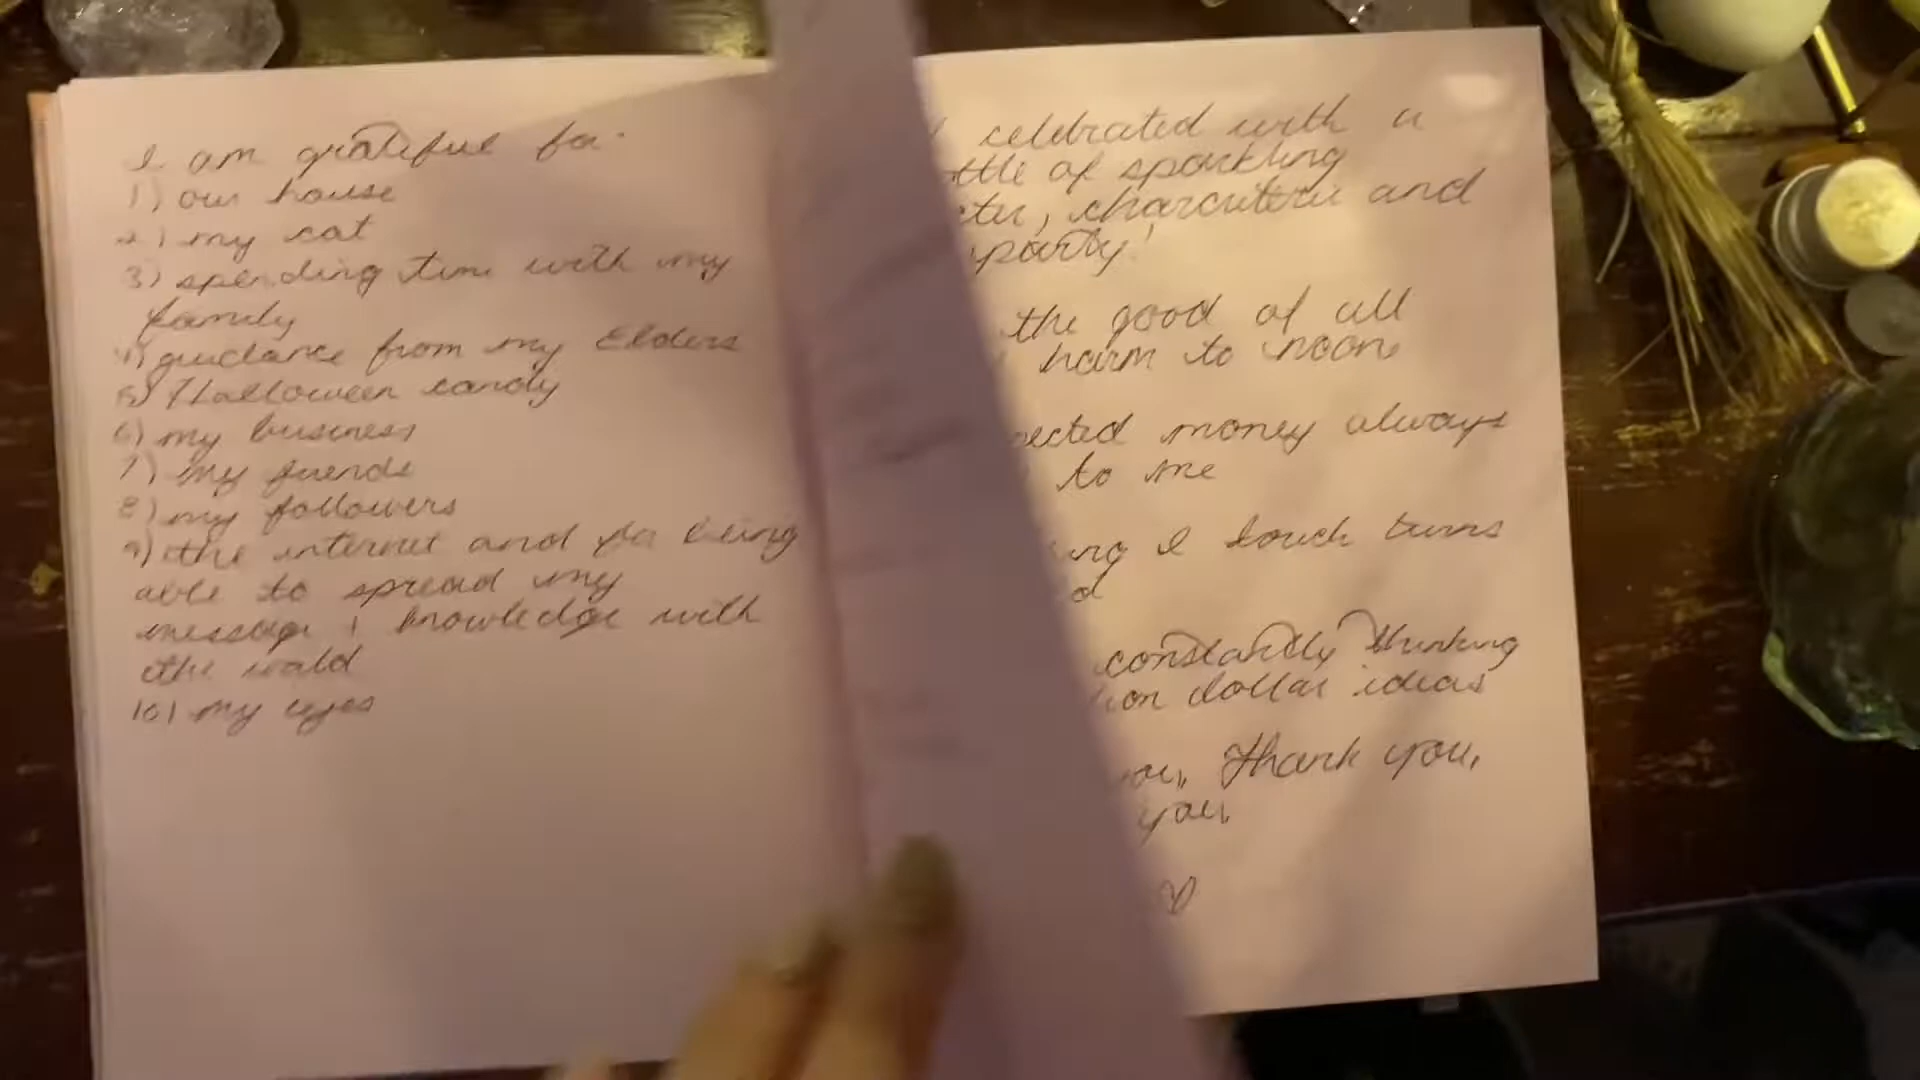 I am grateful for:
1) our house
2) my cat
3) spending time with my
family
4) guidance from my Elders
5) Halloween candy
6) my business
7) my friends
8) my followers
9) the internet and for being
able to spread my
message & knowledge with
the world
10) my eyes
celebrated with a
of sparkling
charcuterie and
party!
the good of all
harm to noone
money always
to me
I touch turns
constantly thinking
dollar ideas
Thank you,
you,